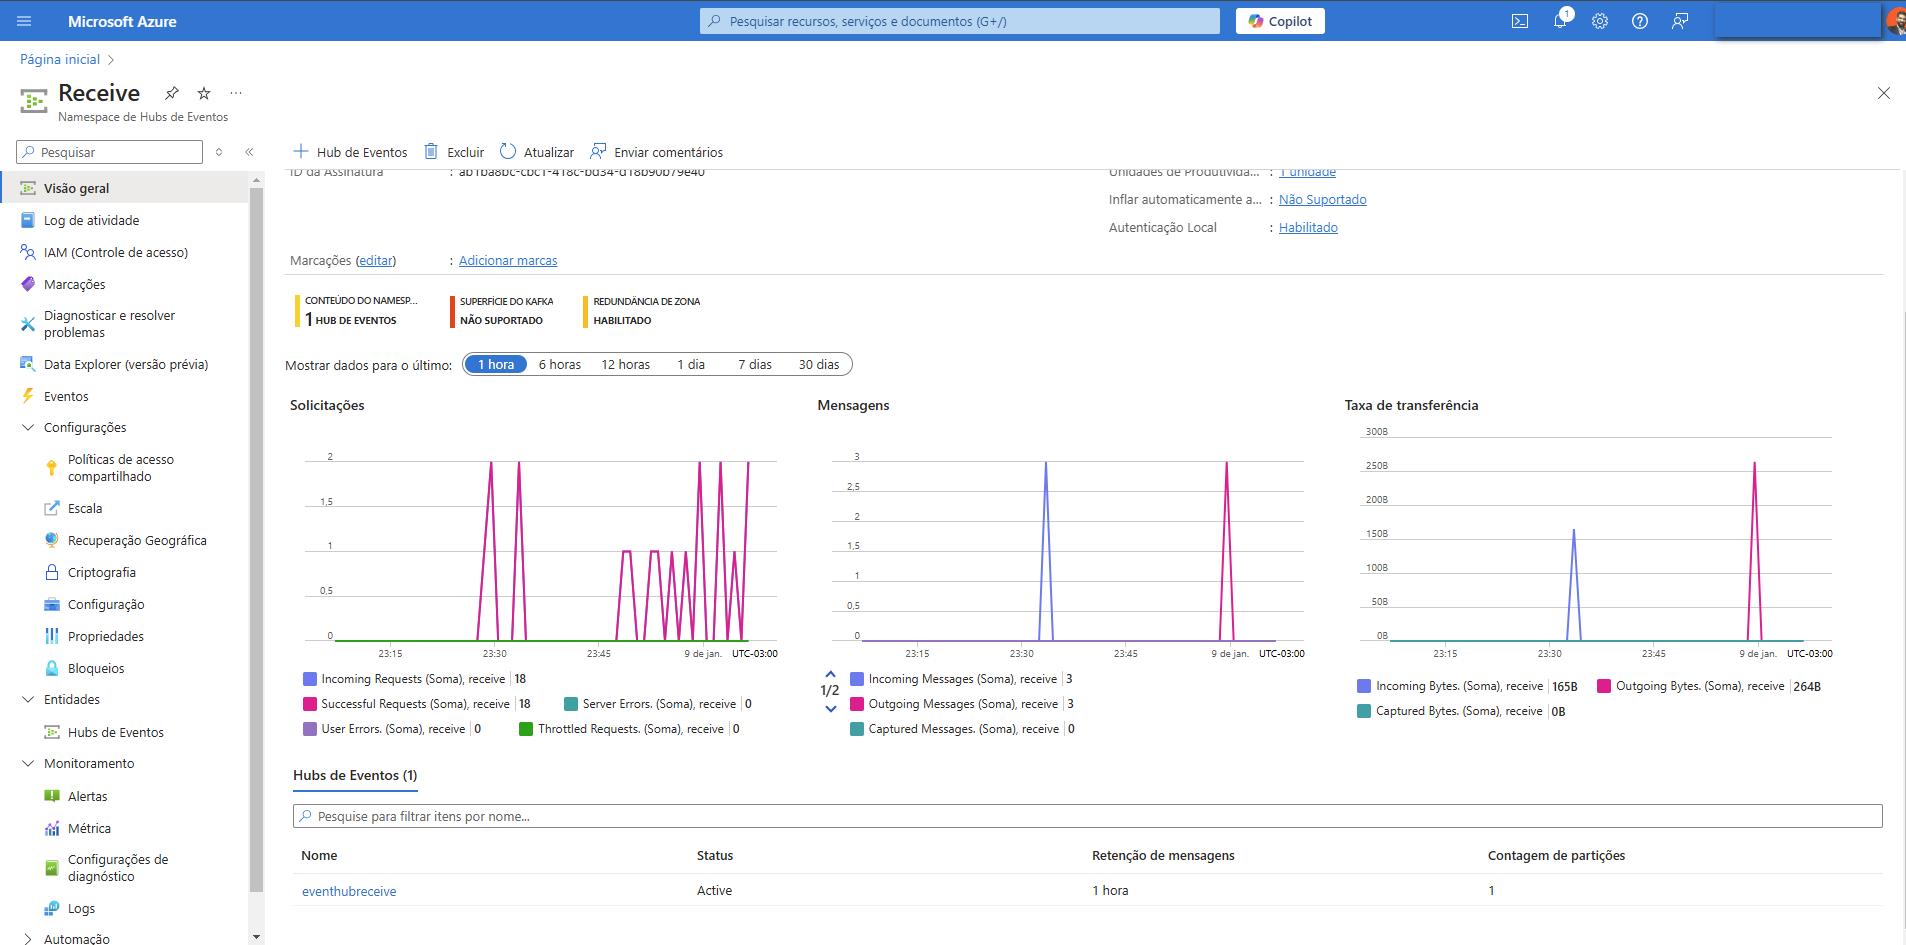 Microsoft Azure
Pesquisar recursos, serviços e documentos (G+/)
Copilot
1
Página inicial
Receive
Namespace de Hubs de Eventos
Pesquisar
Hub de Eventos
Excluir
Atualizar
Enviar comentários
Visão geral
Log de atividade
IAM (Controle de acesso)
Marcações
Diagnosticar e resolver
problemas
Data Explorer (versão prévia)
Eventos
Configurações
Políticas de acesso
compartilhado
Escala
Recuperação Geográfica
Criptografia
Configuração
Propriedades
Bloqueios
Entidades
Hubs de Eventos
Monitoramento
Alertas
Métrica
Configurações de
diagnóstico
Logs
Automação
ID da Assinatura : ab1ba8bc-cbc1-418c-bd34-d18b90b79e40
Unidades de Produtivida... : 1 unidade
Inflar automaticamente a... : Não Suportado
Autenticação Local : Habilitado
Marcações (editar) : Adicionar marcas
CONTEÚDO DO NAMESP...
1 HUB DE EVENTOS
SUPERFÍCIE DO KAFKA
NÃO SUPORTADO
REDUNDÂNCIA DE ZONA
HABILITADO
Mostrar dados para o último: 1 hora 6 horas 12 horas 1 dia 7 dias 30 dias
Solicitações
2
1,5
1
0,5
0
23:15 23:30 23:45 9 de jan. UTC-03:00
Incoming Requests (Soma), receive 18
Successful Requests (Soma), receive 18
Server Errors. (Soma), receive 0
User Errors. (Soma), receive 0
Throttled Requests. (Soma), receive 0
Mensagens
3
2,5
2
1,5
1
0,5
0
23:15 23:30 23:45 9 de jan. UTC-03:00
1/2
Incoming Messages (Soma), receive 3
Outgoing Messages (Soma), receive 3
Captured Messages. (Soma), receive 0
Taxa de transferência
300B
250B
200B
150B
100B
50B
0B
23:15 23:30 23:45 9 de jan. UTC-03:00
Incoming Bytes. (Soma), receive 165B
Outgoing Bytes. (Soma), receive 264B
Captured Bytes. (Soma), receive 0B
Hubs de Eventos (1)
Pesquise para filtrar itens por nome...
Nome Status Retenção de mensagens Contagem de partições
eventhubreceive Active 1 hora 1